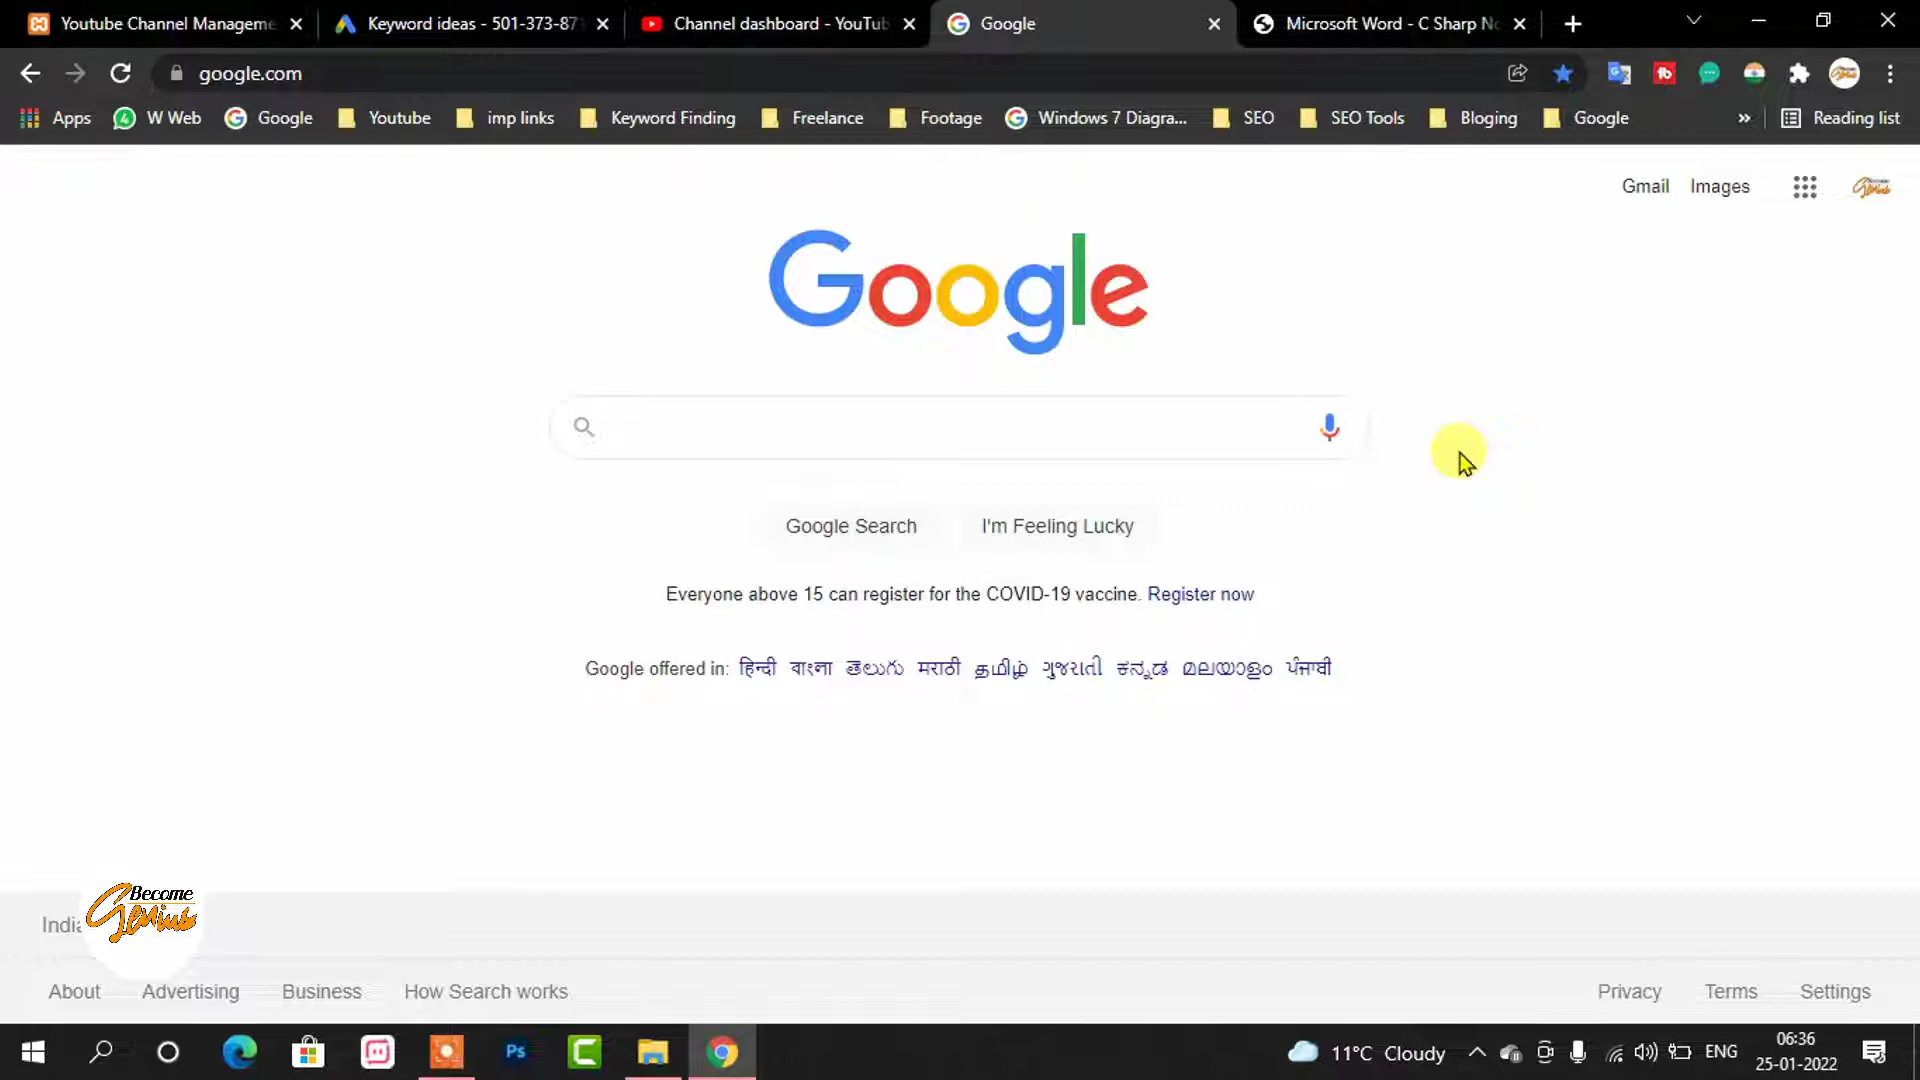 Youtube Channel Manageme
Keyword ideas - 501-373-871
Channel dashboard - YouTub
Google
Microsoft Word - C Sharp No
google.com
Apps
W Web
Google
Youtube
imp links
Keyword Finding
Freelance
Footage
Windows 7 Diagra...
SEO
SEO Tools
Bloging
Google
»
Reading list
Gmail
Images
Google
Google Search
I'm Feeling Lucky
Everyone above 15 can register for the COVID-19 vaccine. Register now
Google offered in: हिन्दी বাংলা తెలుగు मराठी தமிழ் ગુજરાતી ಕನ್ನಡ മലയാളം ਪੰਜਾਬੀ
India
Become
Genius
About
Advertising
Business
How Search works
Privacy
Terms
Settings
Ps
11°C Cloudy
ENG
06:36
25-01-2022